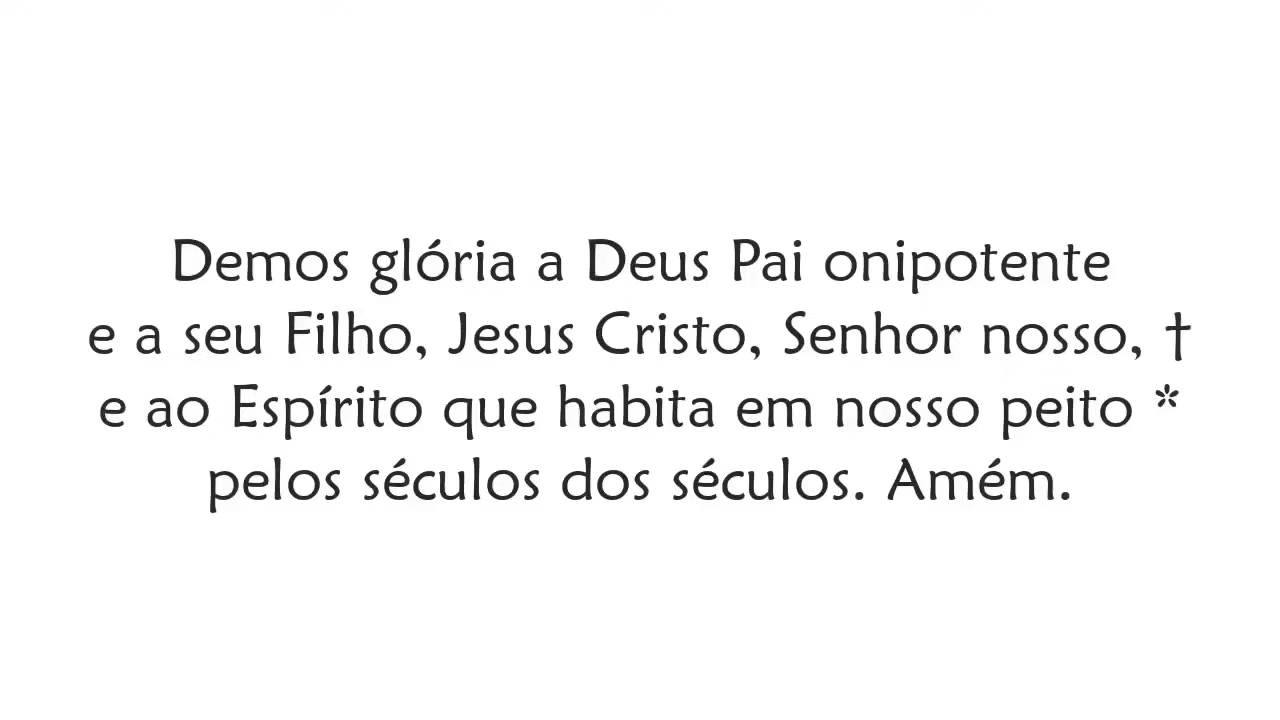 Demos glória a Deus Pai onipotente
e a seu Filho, Jesus Cristo, Senhor nosso, †
e ao Espírito que habita em nosso peito *
pelos séculos dos séculos. Amém.